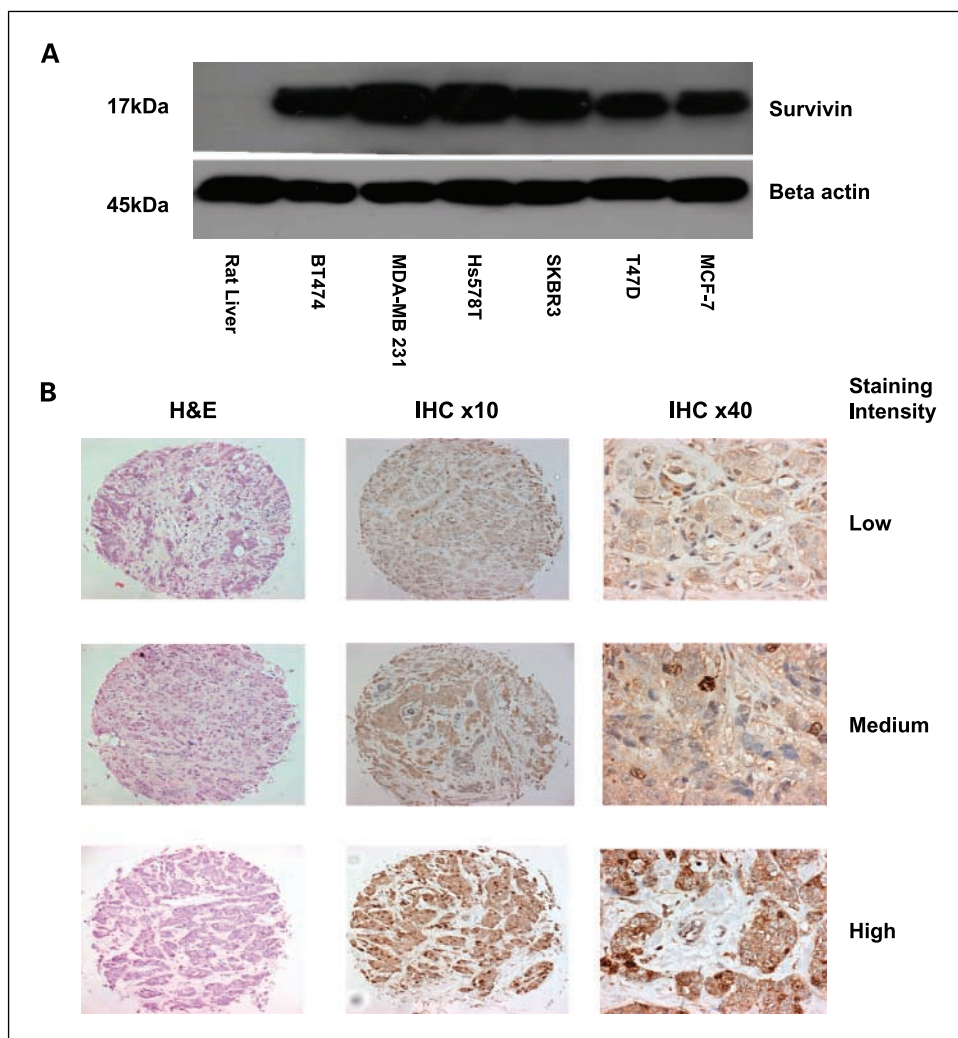 A
17kDa
Survivin
45kDa
Beta actin
Rat Liver
BT474
MDA-MB 231
Hs578T
SKBR3
T47D
MCF-7
B
H&E
IHC x10
IHC x40
Staining
Intensity
Low
Medium
High